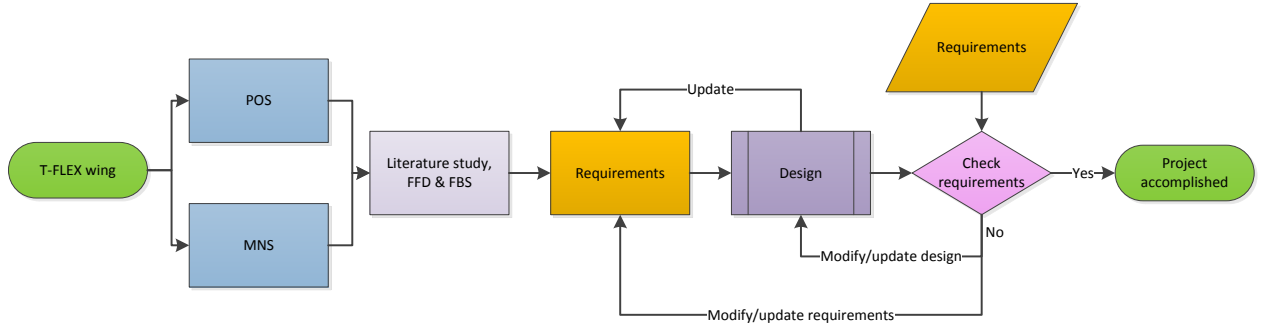 T-FLEX wing
POS
MNS
Literature study,
FFD & FBS
Requirements
Update
Design
Requirements
Check
requirements
Yes
Project
accomplished
No
Modify/update design
Modify/update requirements